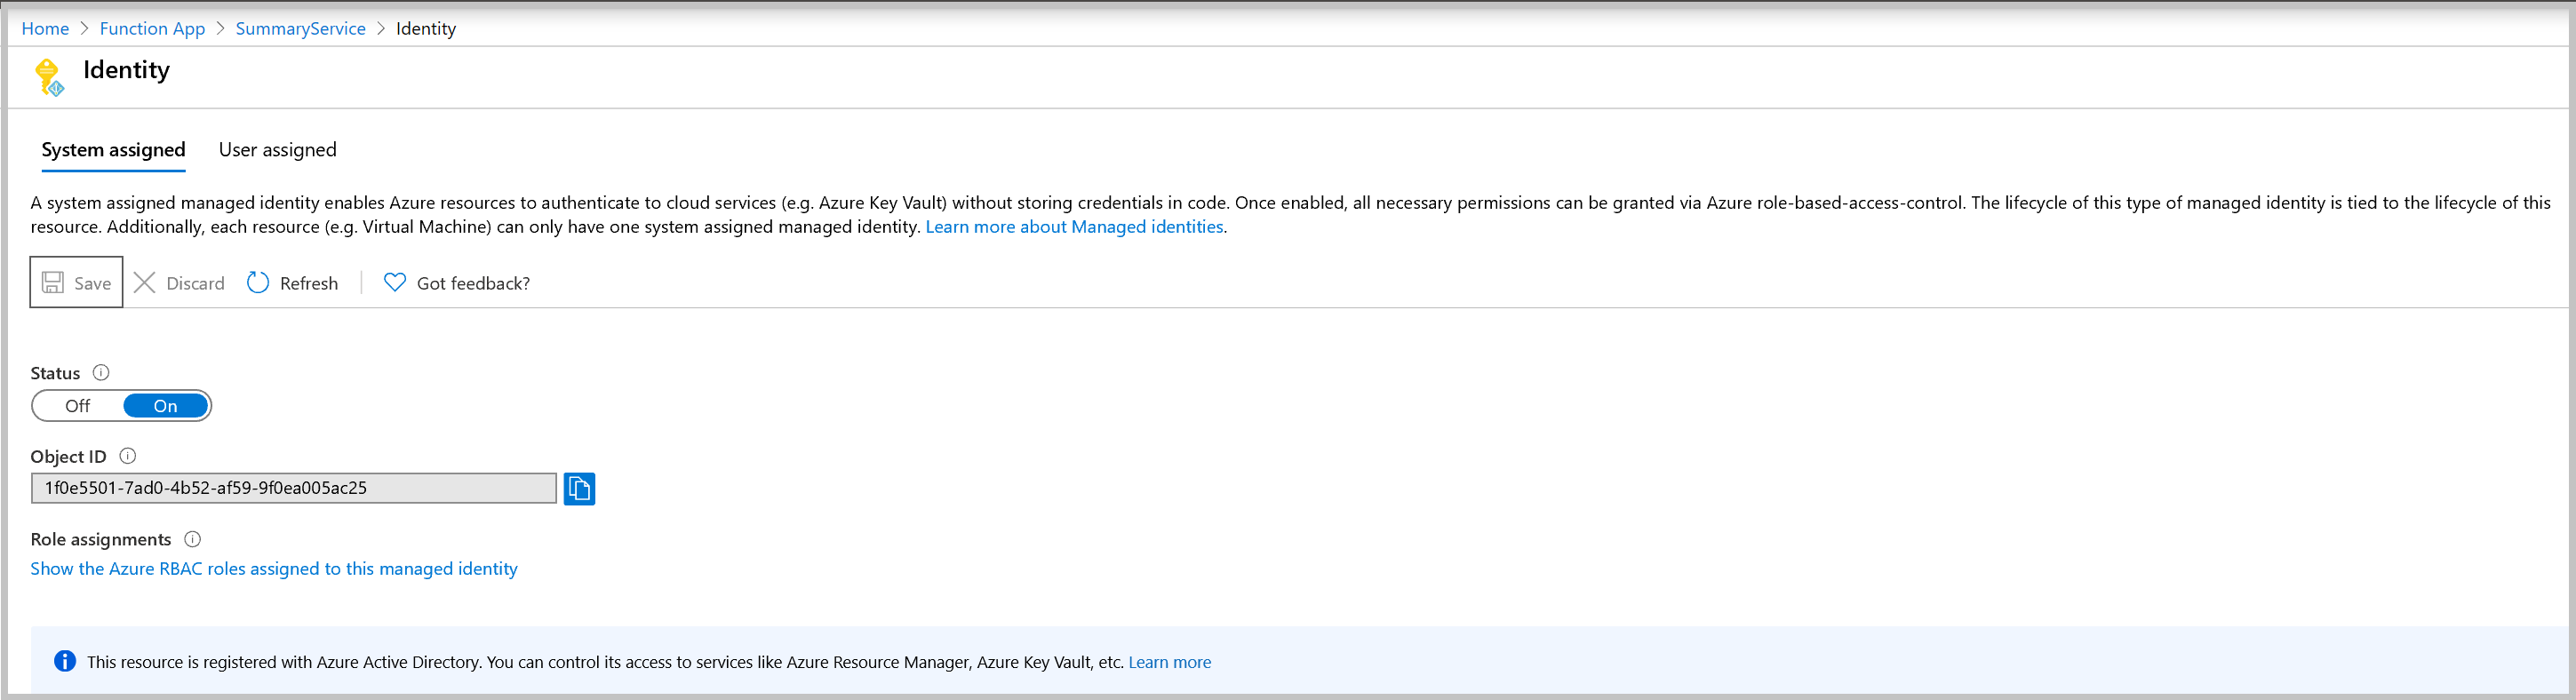 Home > Function App > SummaryService > Identity
Identity
System assigned User assigned
A system assigned managed identity enables Azure resources to authenticate to cloud services (e.g. Azure Key Vault) without storing credentials in code. Once enabled, all necessary permissions can be granted via Azure role-based-access-control. The lifecycle of this type of managed identity is tied to the lifecycle of this
resource. Additionally, each resource (e.g. Virtual Machine) can only have one system assigned managed identity. Learn more about Managed identities.
Save Discard Refresh Got feedback?
Status
Off On
Object ID
1f0e5501-7ad0-4b52-af59-9f0ea005ac25
Role assignments
Show the Azure RBAC roles assigned to this managed identity
This resource is registered with Azure Active Directory. You can control its access to services like Azure Resource Manager, Azure Key Vault, etc. Learn more